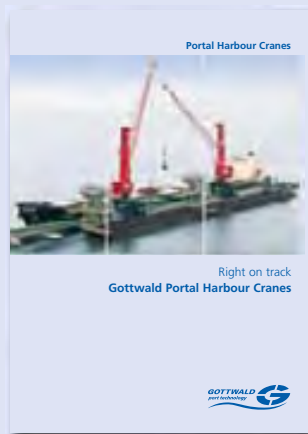 Portal Harbour Cranes
Right on track
Gottwald Portal Harbour Cranes
GOTTWALD
port technology